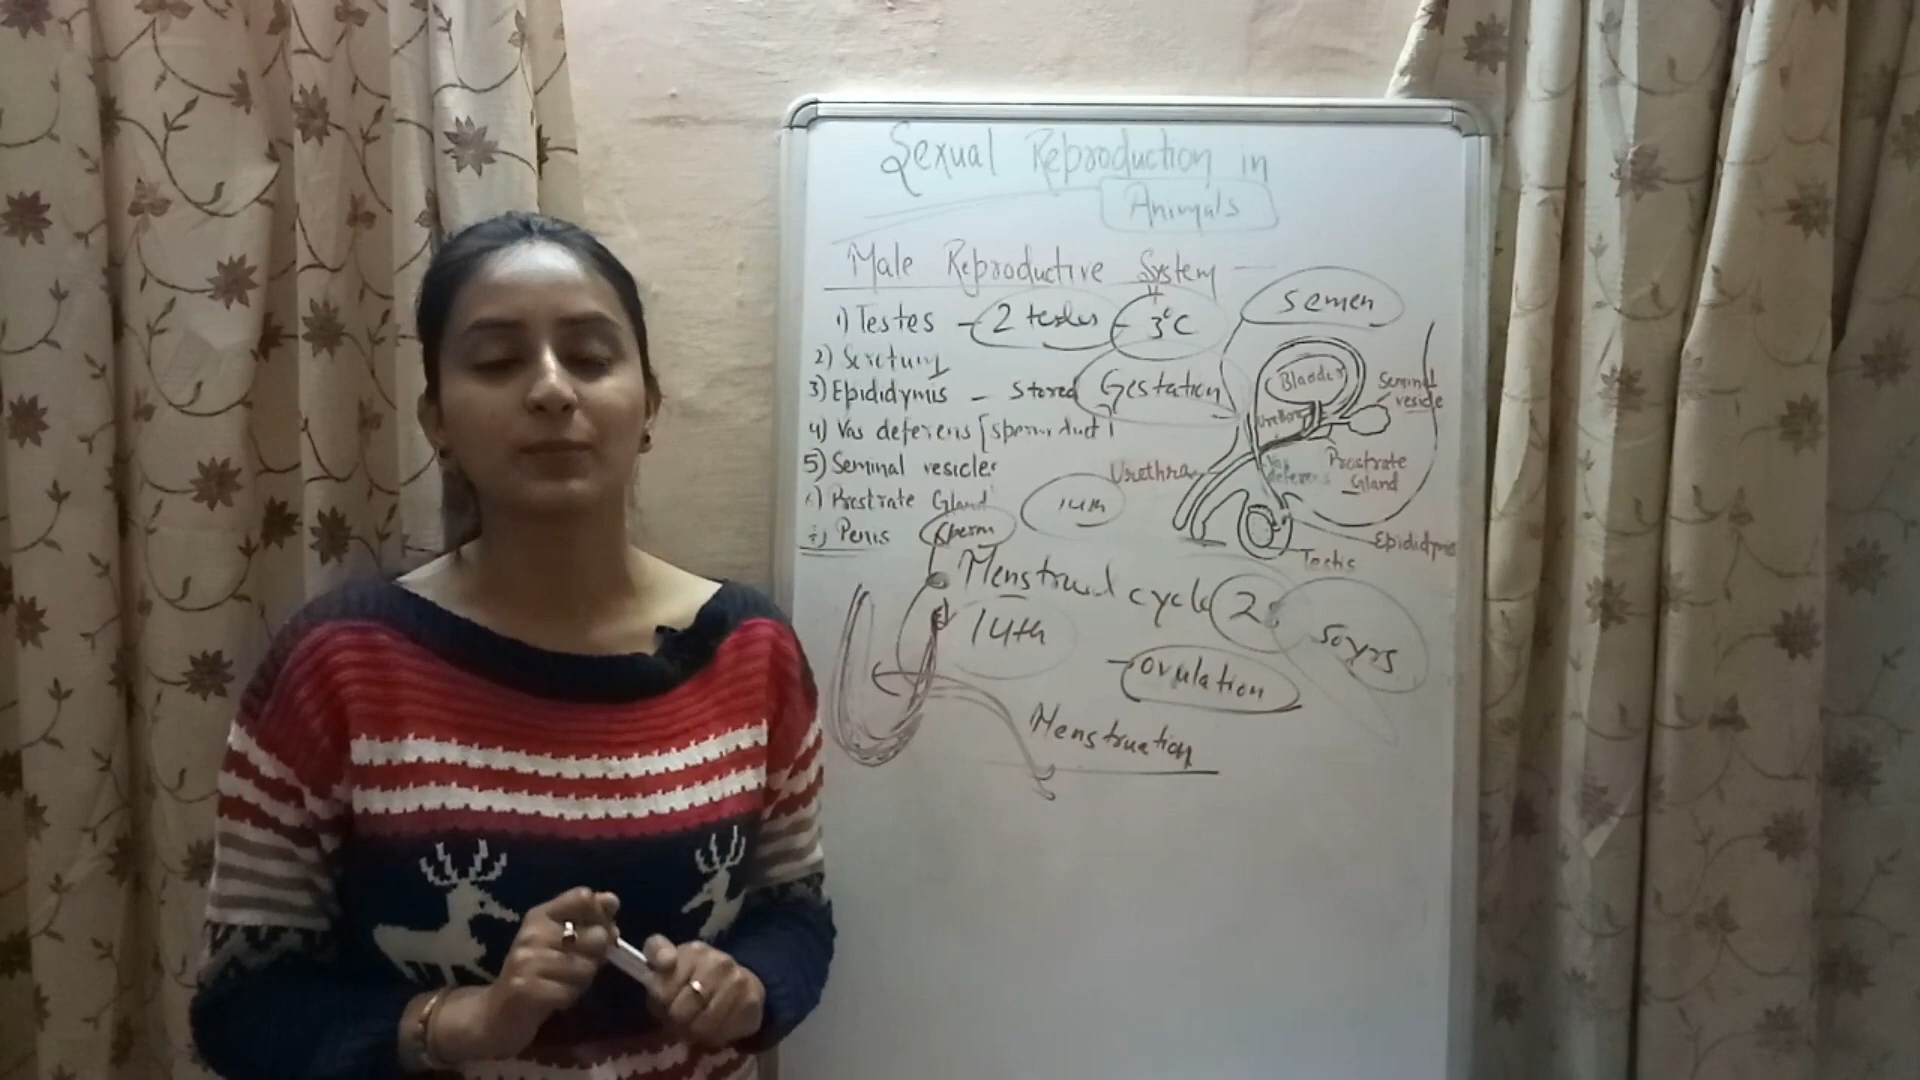 Sexual Reproduction in
Animals
Male Reproductive System
1) Testes - 2 testes - 3°C
2) Scrotum
3) Epididymis - stored Gestation
4) Vas deferens [sperm duct]
5) Seminal vesicles
6) Prostrate Gland
7) Penis
Sperm
14th
Semen
Bladder
Seminal
vesicle
Urethra
Vas
deferens
Prostrate
Gland
Epididymis
Testis
Menstrual cycle 28
50yrs
14th
- ovulation
Menstruation